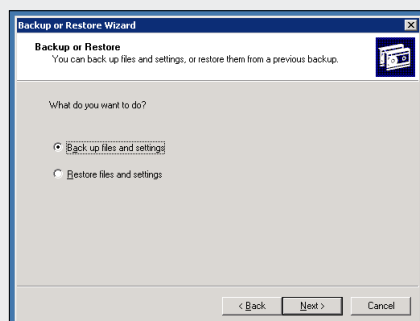 Backup or Restore Wizard
Backup or Restore
You can back up files and settings, or restore them from a previous backup.
What do you want to do?
Back up files and settings
Restore files and settings
< Back Next > Cancel